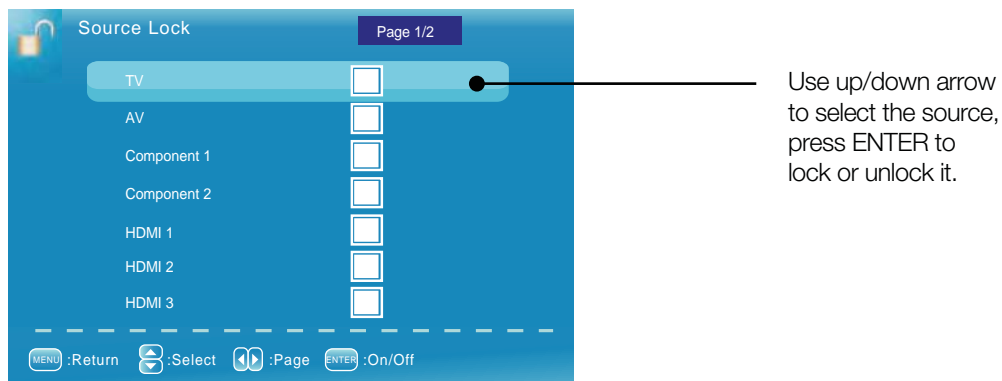 Source Lock
Page 1/2
TV
AV
Component 1
Component 2
HDMI 1
HDMI 2
HDMI 3
MENU :Return :Select :Page ENTER :On/Off
Use up/down arrow
to select the source,
press ENTER to
lock or unlock it.